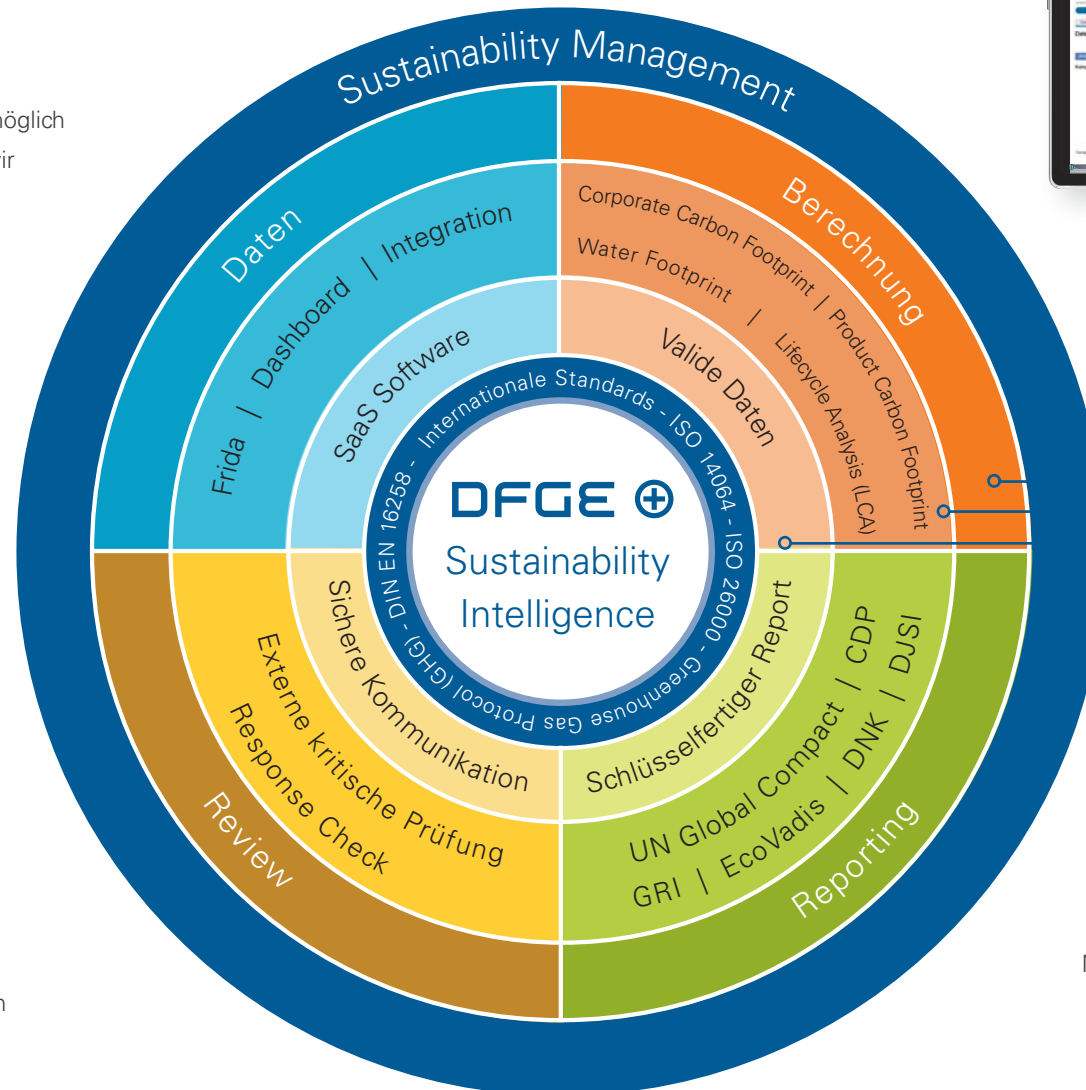 Sustainability Management
möglich
wir
Daten
Frida | Dashboard | Integration
SaaS Software
Berechnung
Corporate Carbon Footprint | Product Carbon Footprint
Water Footprint | Lifecycle Analysis (LCA)
Valide Daten
Internationale Standards - ISO 14064 - ISO 26000 - Greenhouse Gas Protocol (GHG) - DIN EN 16258 -
DFGE
Sustainability
Intelligence
Sichere Kommunikation
Externe kritische Prüfung
Response Check
Review
Schlüsselfertiger Report
UN Global Compact | CDP
GRI | EcoVadis | DNK | DJSI
Reporting